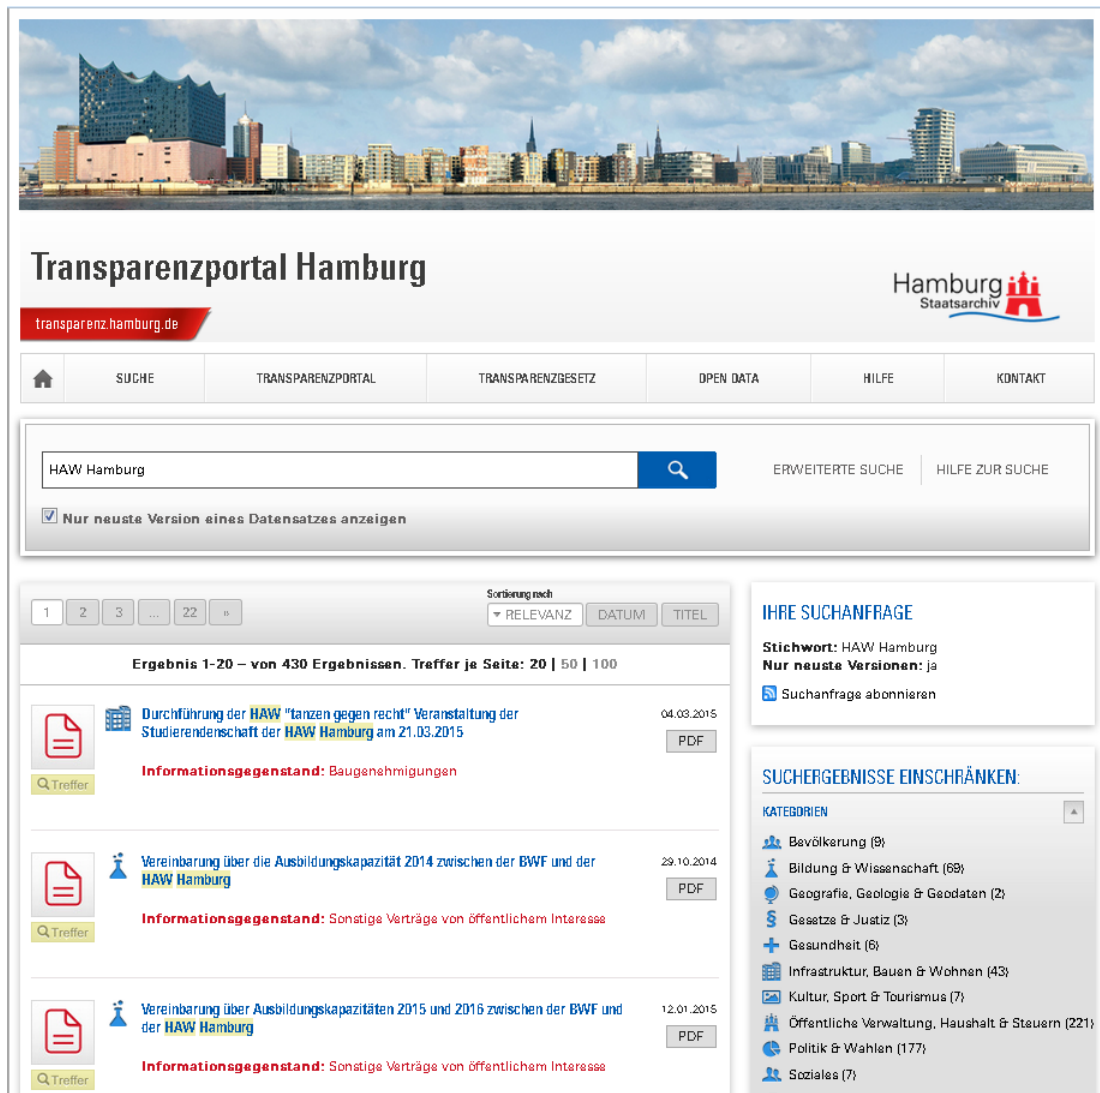 Transparenzportal Hamburg
Hamburg
Staatsarchiv
transparenz.hamburg.de
SUCHE
TRANSPARENZPORTAL
TRANSPARENZGESETZ
OPEN DATA
HILFE
KONTAKT
HAW Hamburg
ERWEITERTE SUCHE
HILFE ZUR SUCHE
Nur neuste Version eines Datensatzes anzeigen
1 2 3 ... 22 »
Sortierung nach
RELEVANZ DATUM TITEL
Ergebnis 1-20 – von 430 Ergebnissen. Treffer je Seite: 20 | 50 | 100
Durchführung der HAW "tanzen gegen recht" Veranstaltung der
Studierendenschaft der HAW Hamburg am 21.03.2015
04.03.2015
PDF
Informationsgegenstand: Baugenehmigungen
Treffer
Vereinbarung über die Ausbildungskapazität 2014 zwischen der BWF und der
HAW Hamburg
29.10.2014
PDF
Informationsgegenstand: Sonstige Verträge von öffentlichem Interesse
Treffer
Vereinbarung über Ausbildungskapazitäten 2015 und 2016 zwischen der BWF und
der HAW Hamburg
12.01.2015
PDF
Informationsgegenstand: Sonstige Verträge von öffentlichem Interesse
Treffer
IHRE SUCHANFRAGE
Stichwort: HAW Hamburg
Nur neuste Versionen: ja
Suchanfrage abonnieren
SUCHERGEBNISSE EINSCHRÄNKEN:
KATEGORIEN
Bevölkerung (9)
Bildung & Wissenschaft (69)
Geografie, Geologie & Geodaten (2)
Gesetze & Justiz (3)
Gesundheit (6)
Infrastruktur, Bauen & Wohnen (43)
Kultur, Sport & Tourismus (7)
Öffentliche Verwaltung, Haushalt & Steuern (221)
Politik & Wahlen (177)
Soziales (7)